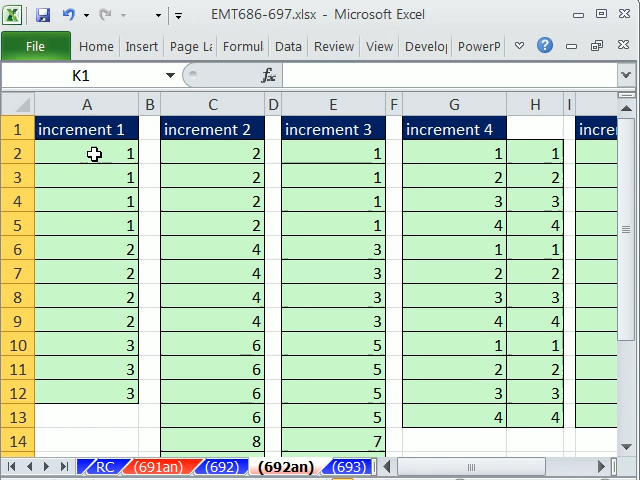 EMT686-697.xlsx - Microsoft Excel
File Home Insert Page La Formul Data Review View Develo PowerP
K1 fx
A B C D E F G H I
1 increment 1 increment 2 increment 3 increment 4 incren
2 1 2 1 1 1
3 1 2 1 2 2
4 1 2 1 3 3
5 1 2 1 4 4
6 2 4 3 1 1
7 2 4 3 2 2
8 2 4 3 3 3
9 2 4 3 4 4
10 3 6 5 1 1
11 3 6 5 2 2
12 3 6 5 3 3
13 6 5 4 4
14 8 7
RC (691an) (692) (692an) (693)